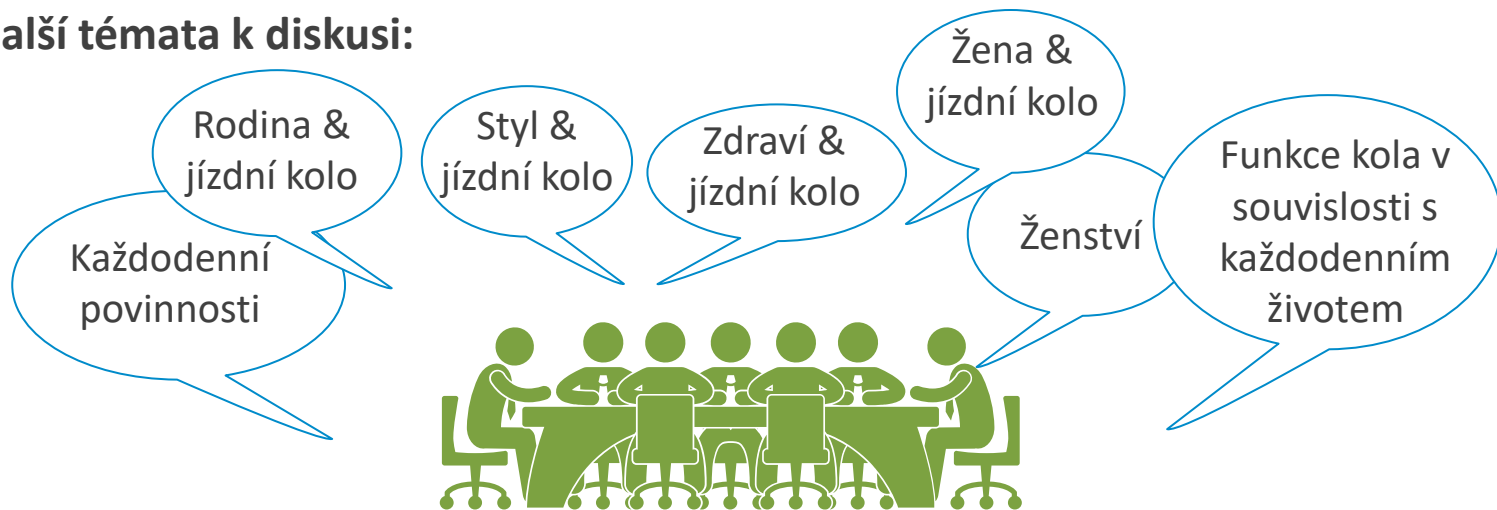 alší témata k diskusi:
Rodina &
jízdní kolo
Styl &
jízdní kolo
Zdraví &
jízdní kolo
Žena &
jízdní kolo
Každodenní
povinnosti
Ženství
Funkce kola v
souvislosti s
každodenním
životem